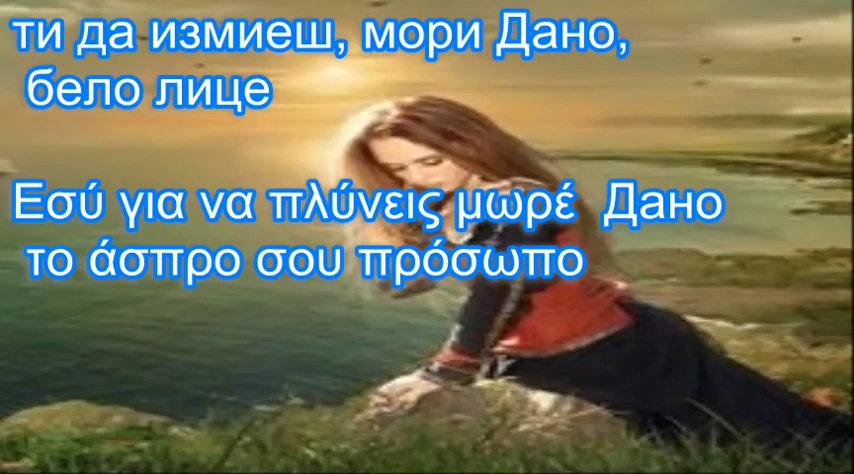 ти да измиеш, мори Дано,
бело лице
Εσύ για να πλύνεις μωρέ Дано
το άσπρο σου πρόσωπο